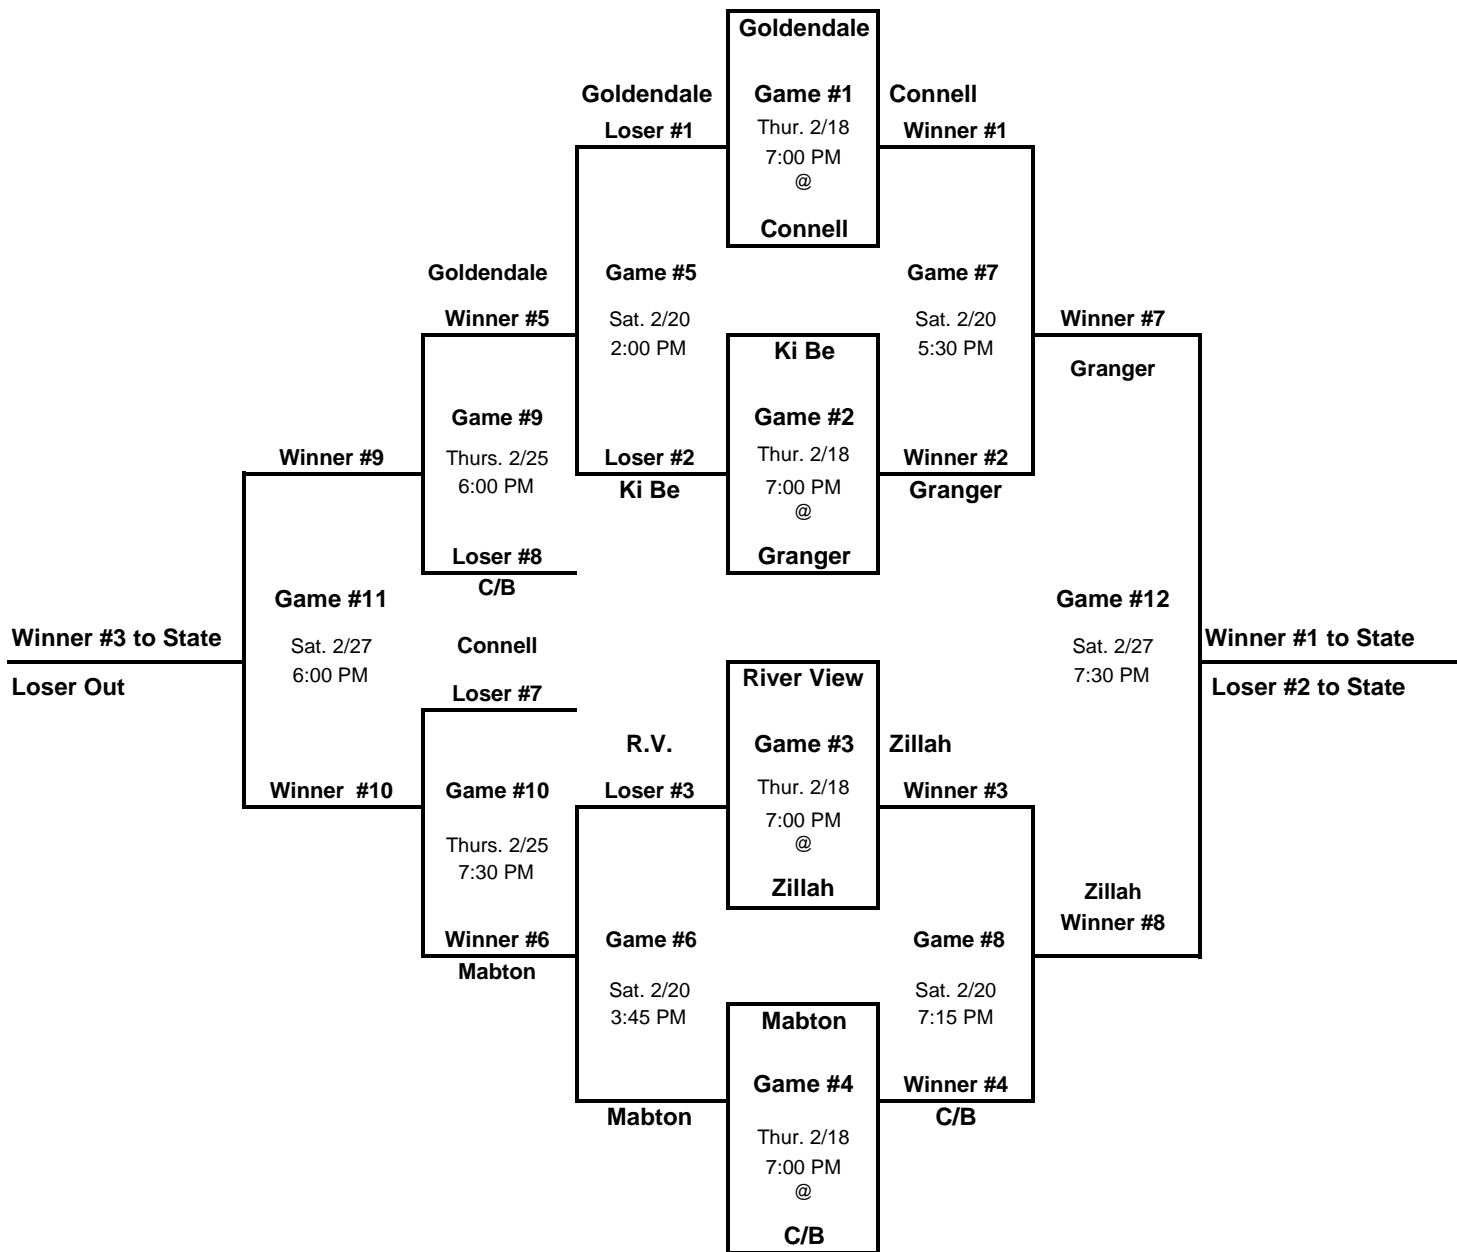 Goldendale
Goldendale Game #1 Connell
Loser #1 Thur. 2/18 Winner #1
7:00 PM
@
Connell
Goldendale Game #5 Game #7
Winner #5 Sat. 2/20 Sat. 2/20 Winner #7
2:00 PM Ki Be 5:30 PM
Granger
Game #9 Game #2
Winner #9 Thurs. 2/25 Loser #2 Thur. 2/18 Winner #2
6:00 PM Ki Be 7:00 PM Granger
@
Loser #8 Granger
C/B
Game #11 Game #12
Winner #3 to State Sat. 2/27 Connell Sat. 2/27 Winner #1 to State
6:00 PM 7:30 PM
Loser Out Loser #7 River View Loser #2 to State
R.V. Game #3 Zillah
Winner  #10 Game #10 Loser #3 Thur. 2/18 Winner #3
7:00 PM
Thurs. 2/25 @
7:30 PM
Zillah Zillah
Winner #8
Winner #6 Game #6 Game #8
Mabton
Sat. 2/20 Sat. 2/20
3:45 PM Mabton 7:15 PM
Game #4 Winner #4
Mabton C/B
Thur. 2/18
7:00 PM
@
C/B